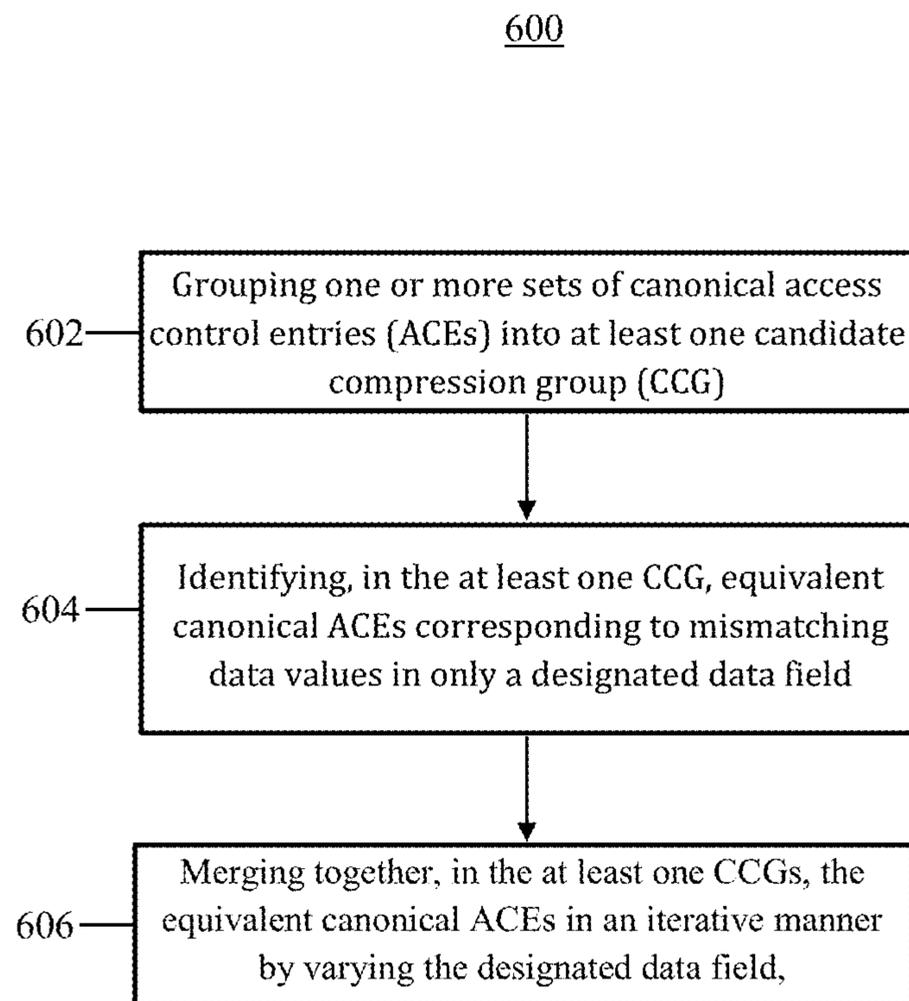 600
Grouping one or more sets of canonical access
602
control entries (ACEs) into at least one candidate
compression group (CCG)
Identifying, in the at least one CCG, equivalent
604
canonical ACEs corresponding to mismatching
data values in only a designated data field
Merging together, in the at least one CCGs, the
606
equivalent canonical ACEs in an iterative manner
by varying the designated data field,